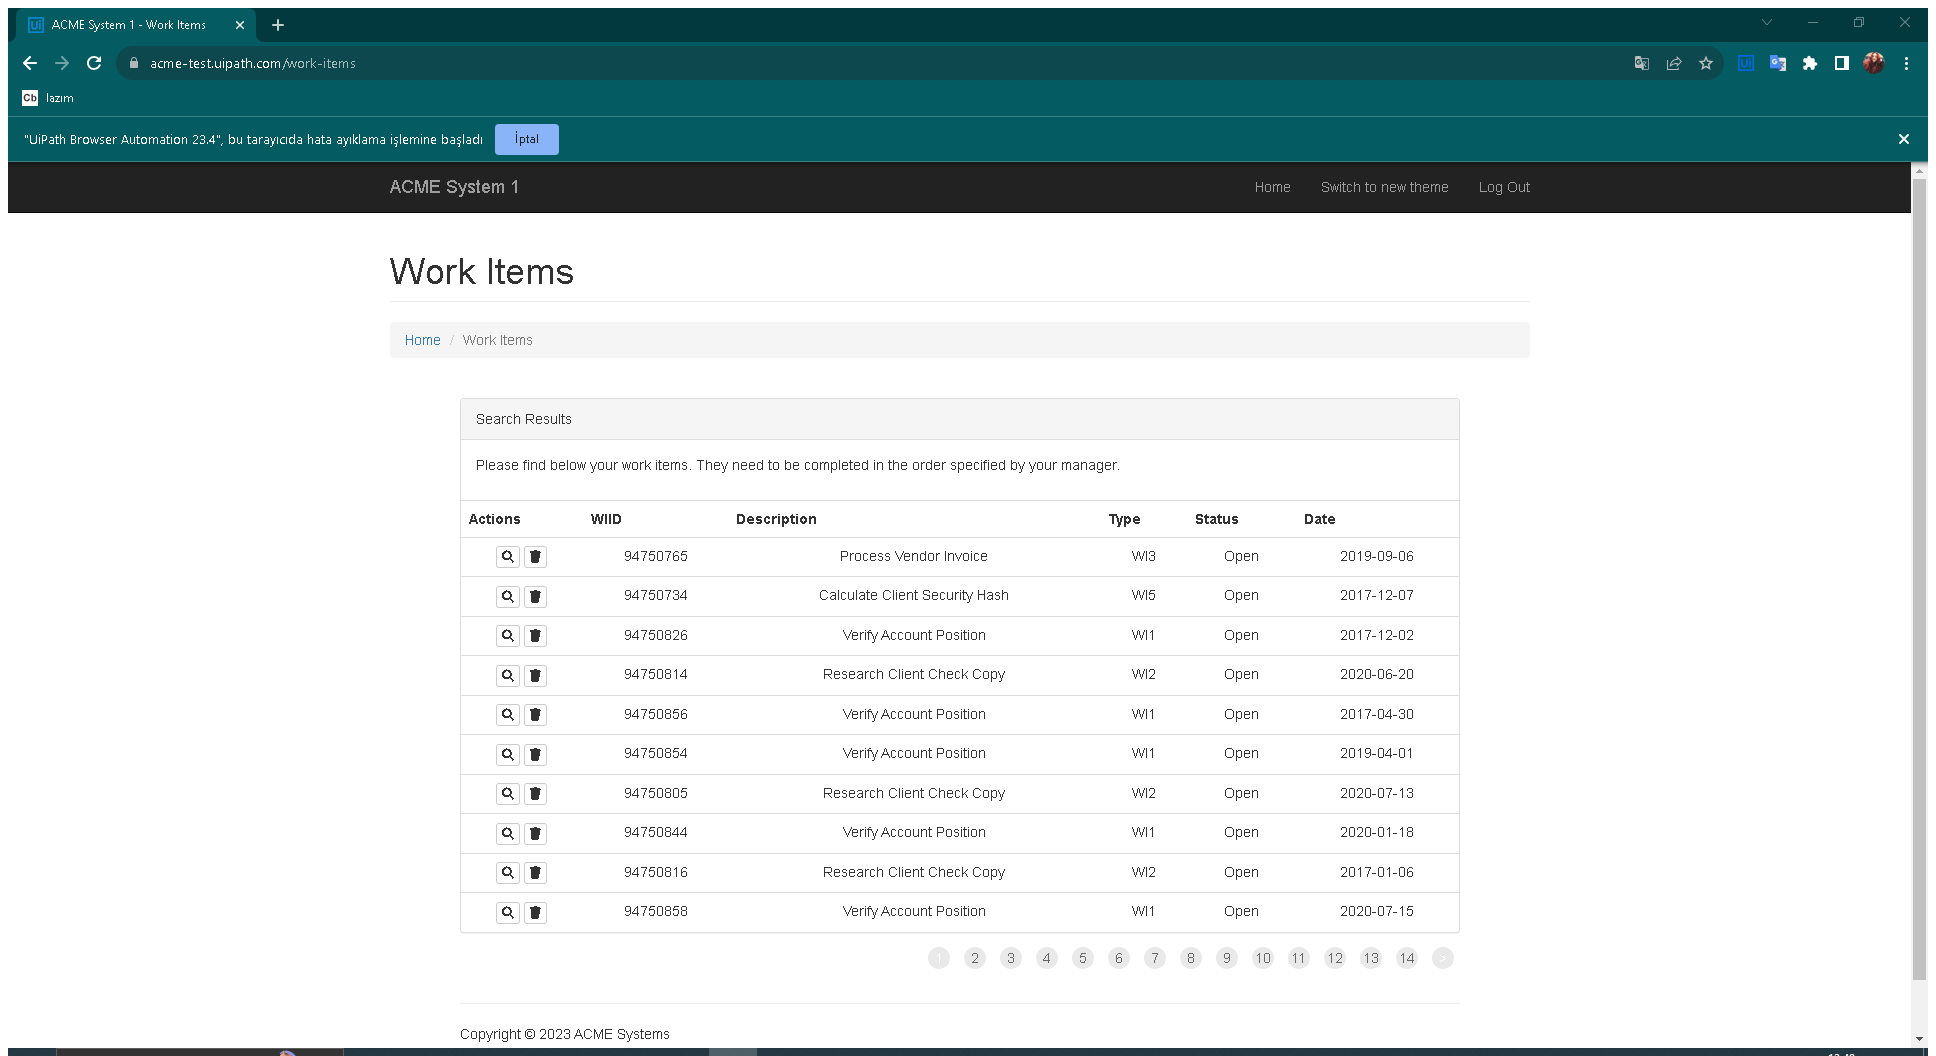 ACME System 1 - Work Items
acme-test.uipath.com/work-items
Cb lazım
"UiPath Browser Automation 23.4", bu tarayıcıda hata ayıklama işlemine başladı İptal
ACME System 1 Home Switch to new theme Log Out
Work Items
Home / Work Items
Search Results
Please find below your work items. They need to be completed in the order specified by your manager.
Actions WIID Description Type Status Date
94750765 Process Vendor Invoice WI3 Open 2019-09-06
94750734 Calculate Client Security Hash WI5 Open 2017-12-07
94750826 Verify Account Position WI1 Open 2017-12-02
94750814 Research Client Check Copy WI2 Open 2020-06-20
94750856 Verify Account Position WI1 Open 2017-04-30
94750854 Verify Account Position WI1 Open 2019-04-01
94750805 Research Client Check Copy WI2 Open 2020-07-13
94750844 Verify Account Position WI1 Open 2020-01-18
94750816 Research Client Check Copy WI2 Open 2017-01-06
94750858 Verify Account Position WI1 Open 2020-07-15
1 2 3 4 5 6 7 8 9 10 11 12 13 14 >
Copyright © 2023 ACME Systems